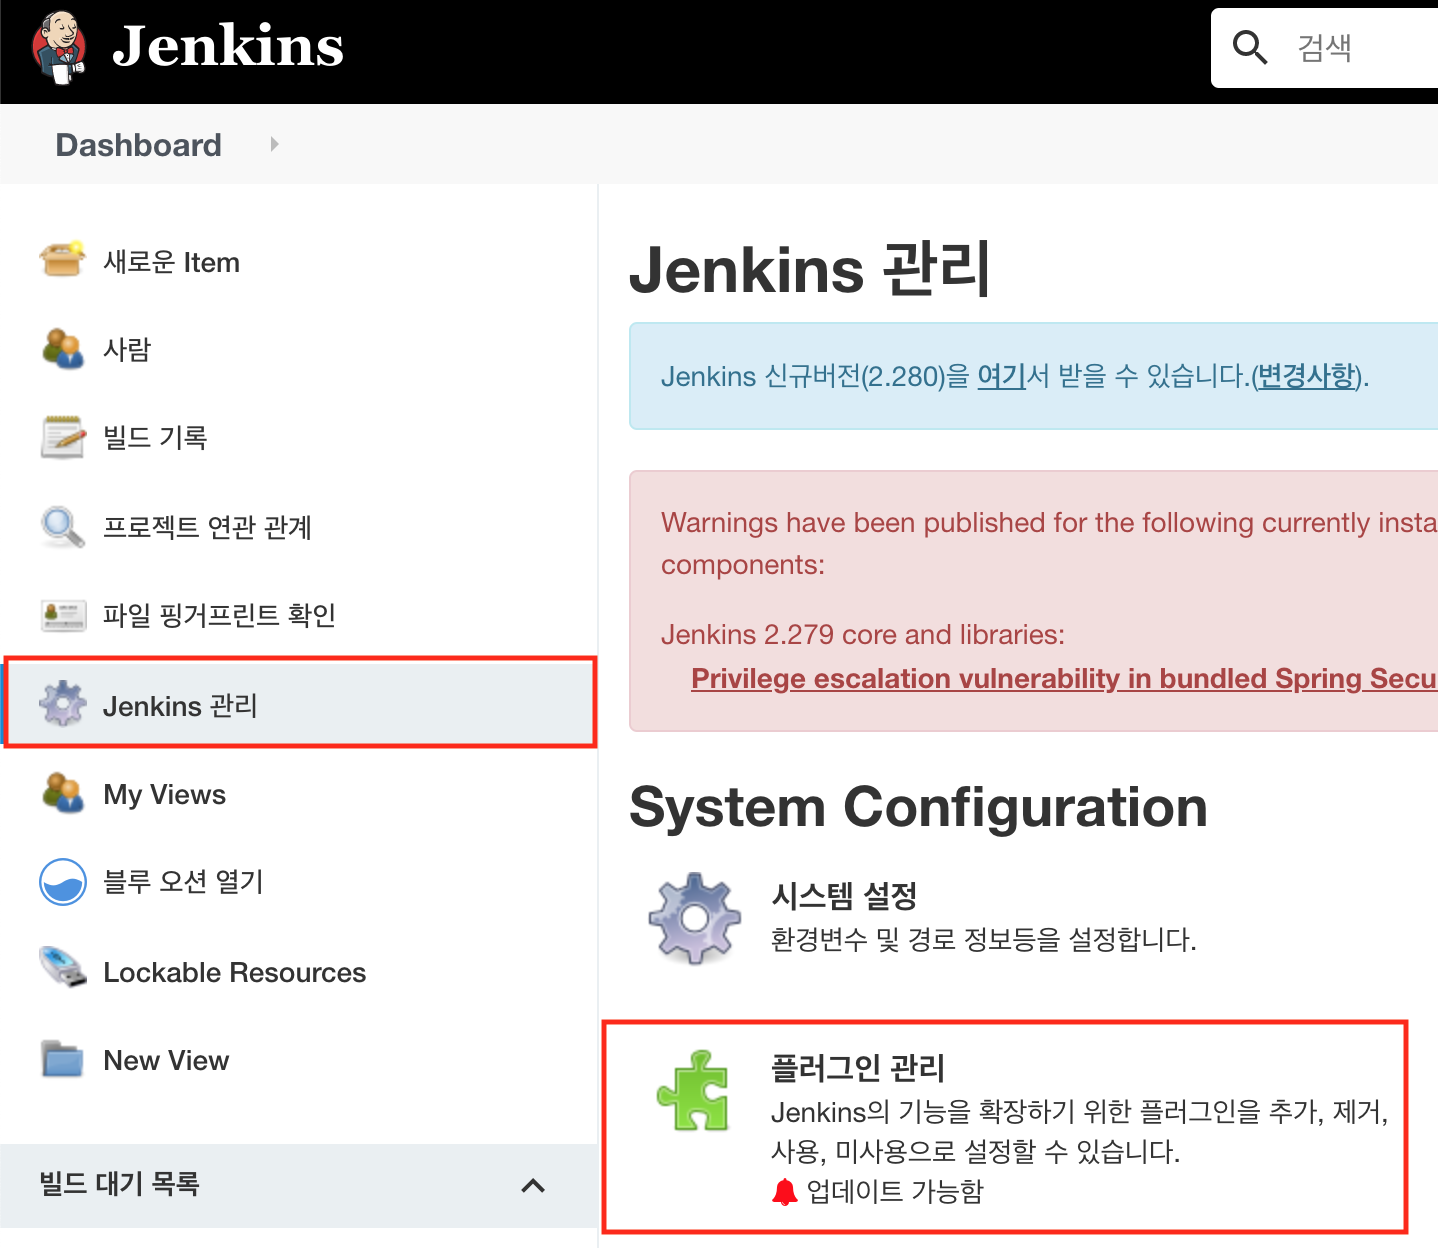 Jenkins
검색
Dashboard
새로운 Item
사람
빌드 기록
프로젝트 연관 관계
파일 핑거프린트 확인
Jenkins 관리
My Views
블루 오션 열기
Lockable Resources
New View
빌드 대기 목록
Jenkins 관리
Jenkins 신규버전(2.280)을 여기서 받을 수 있습니다.(변경사항).
Warnings have been published for the following currently insta
components:
Jenkins 2.279 core and libraries:
Privilege escalation vulnerability in bundled Spring Secu
System Configuration
시스템 설정
환경변수 및 경로 정보등을 설정합니다.
플러그인 관리
Jenkins의 기능을 확장하기 위한 플러그인을 추가, 제거,
사용, 미사용으로 설정할 수 있습니다.
업데이트 가능함